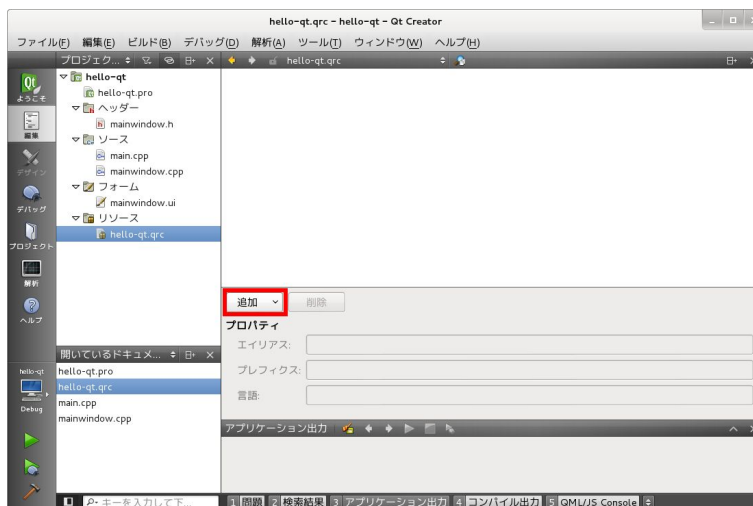 hello-qt.qrc - hello-qt - Qt Creator
ファイル(F) 編集(E) ビルド(B) デバッグ(D) 解析(A) ツール(T) ウィンドウ(W) ヘルプ(H)
プロジェク... hello-qt.qrc
ようこそ
編集
デザイン
デバッグ
プロジェクト
解析
ヘルプ
hello-qt
Debug
hello-qt
hello-qt.pro
ヘッダー
mainwindow.h
ソース
main.cpp
mainwindow.cpp
フォーム
mainwindow.ui
リソース
hello-qt.qrc
開いているドキュメ...
hello-qt.pro
hello-qt.qrc
main.cpp
mainwindow.cpp
追加 削除
プロパティ
エイリアス:
プレフィクス:
言語:
アプリケーション出力
キーを入力して下... 1 問題 2 検索結果 3 アプリケーション出力 4 コンパイル出力 5 QML/JS Console